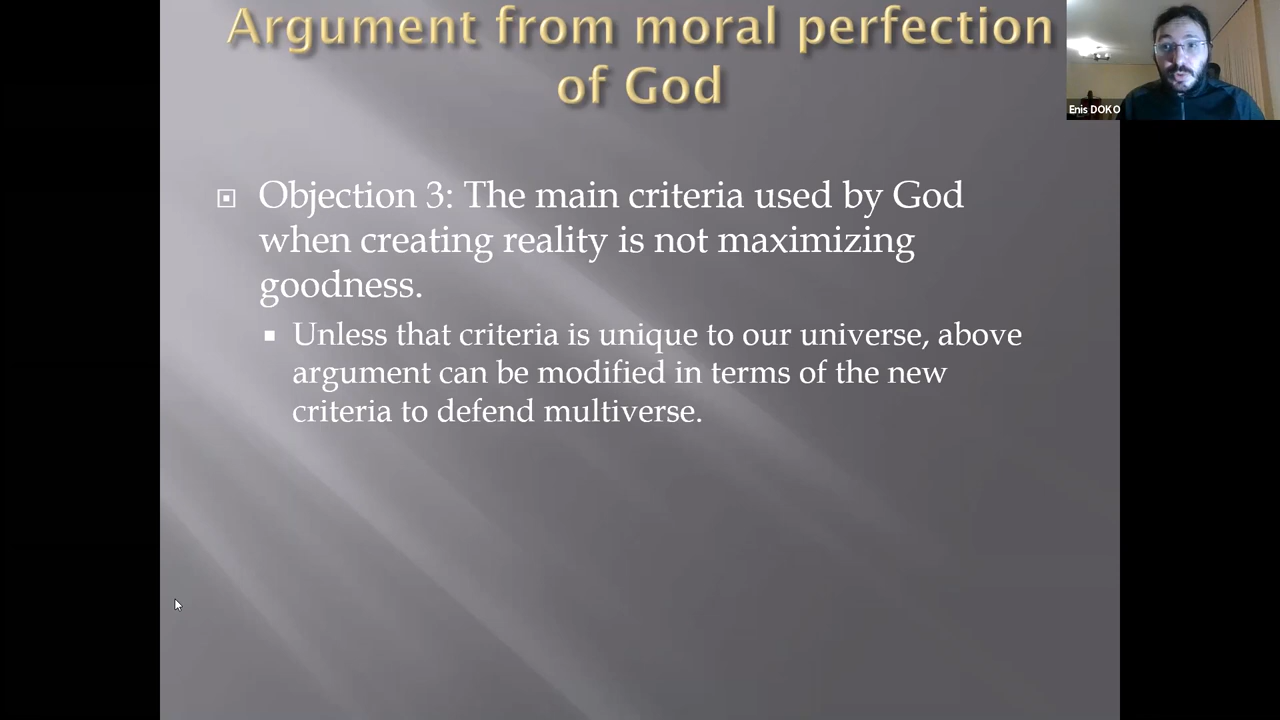 Argument from moral perfection
of God
Enis DOKO
Objection 3: The main criteria used by God
when creating reality is not maximizing
goodness.
Unless that criteria is unique to our universe, above
argument can be modified in terms of the new
criteria to defend multiverse.